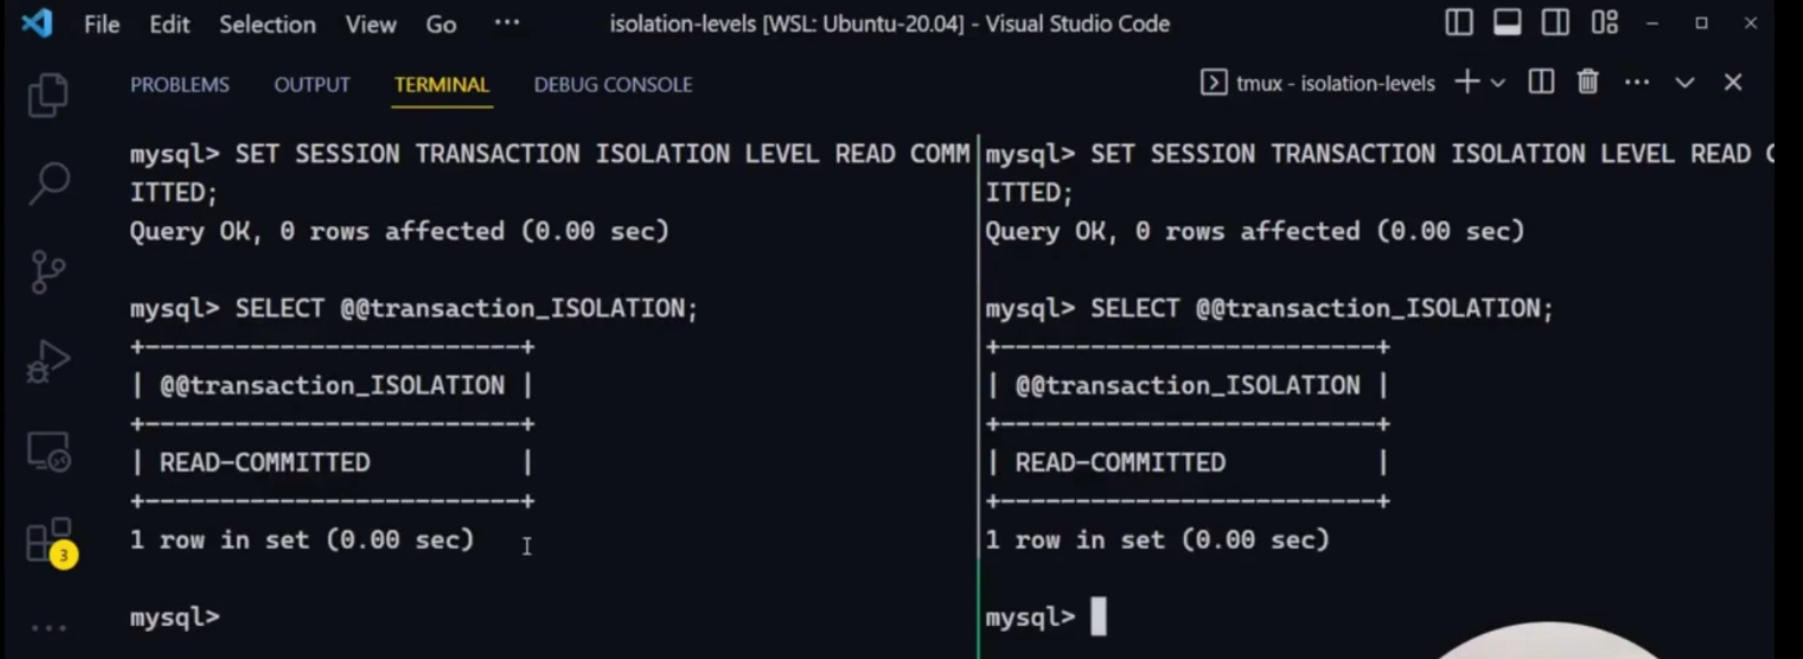 File Edit Selection View Go ··· isolation-levels [WSL: Ubuntu-20.04] - Visual Studio Code
PROBLEMS OUTPUT TERMINAL DEBUG CONSOLE tmux - isolation-levels
mysql> SET SESSION TRANSACTION ISOLATION LEVEL READ COMM
ITTED;
Query OK, 0 rows affected (0.00 sec)
mysql> SELECT @@transaction_ISOLATION;
+-------------------------+
| @@transaction_ISOLATION |
+-------------------------+
| READ-COMMITTED          |
+-------------------------+
1 row in set (0.00 sec)
mysql>
mysql> SET SESSION TRANSACTION ISOLATION LEVEL READ C
ITTED;
Query OK, 0 rows affected (0.00 sec)
mysql> SELECT @@transaction_ISOLATION;
+-------------------------+
| @@transaction_ISOLATION |
+-------------------------+
| READ-COMMITTED          |
+-------------------------+
1 row in set (0.00 sec)
mysql>
3